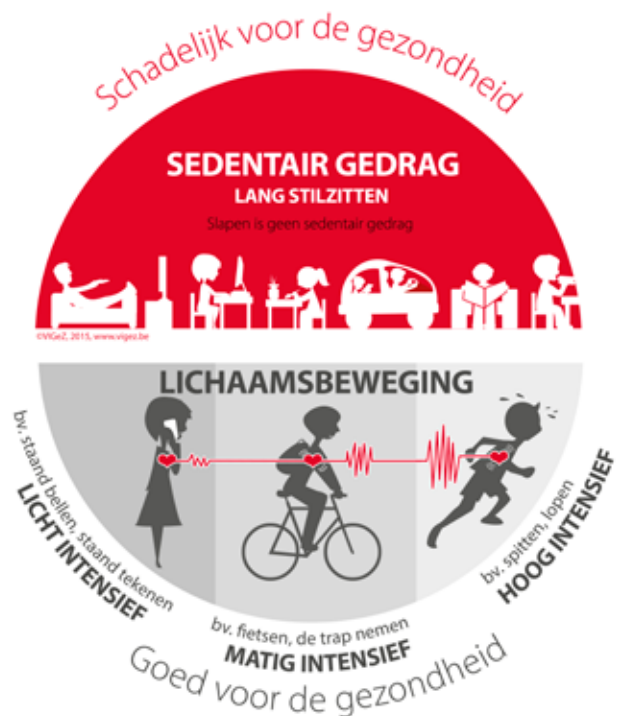 Schadelijk voor de gezondheid
SEDENTAIR GEDRAG
LANG STILZITTEN
Slapen is geen sedentair gedrag
©VIGeZ, 2015, www.vigez.be
LICHAAMSBEWEGING
bv. staand bellen, staand tekenen
LICHT INTENSIEF
bv. fietsen, de trap nemen
MATIG INTENSIEF
bv. spitten, lopen
HOOG INTENSIEF
Goed voor de gezondheid